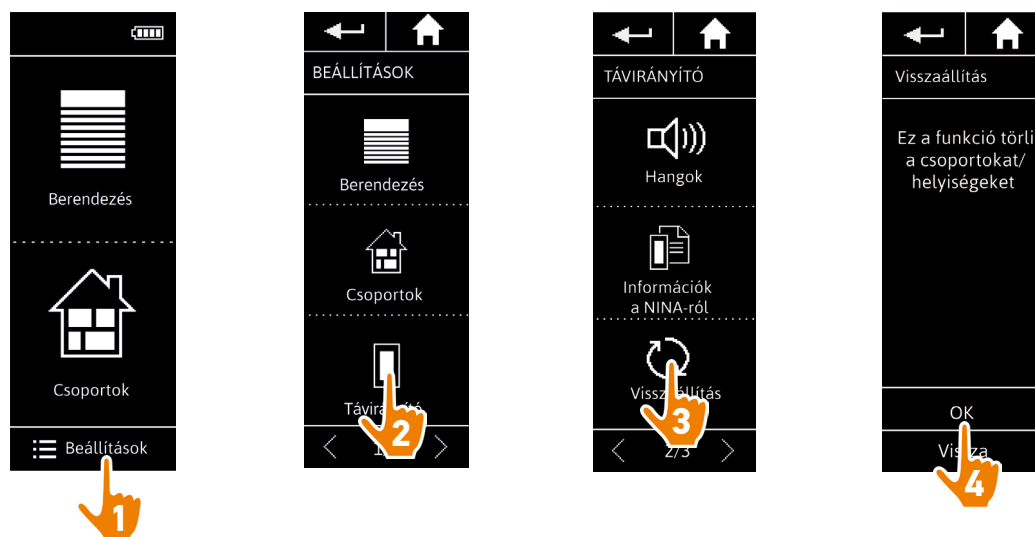 Berendezés
Csoportok
Beállítások
1
BEÁLLÍTÁSOK
Berendezés
Csoportok
2
TÁVIRÁNYÍTÓ
Hangok
Információk
a NINA-ról
3
2/3
Visszaállítás
Ez a funkció törli
a csoportokat/
helyiségeket
OK
4